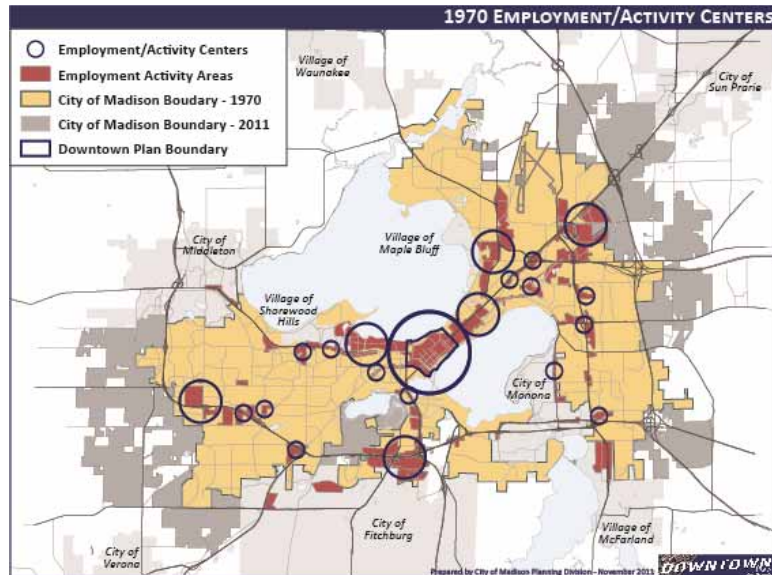 1970 EMPLOYMENT/ACTIVITY CENTERS
Employment/Activity Centers
Employment Activity Areas
City of Madison Boudary - 1970
City of Madison Boundary - 2011
Downtown Plan Boundary
Village of
Waunakee
City of
Sun Prarie
City of
Middleton
Village of
Maple Bluff
Village of
Shorewood
Hills
City of
Monona
City of
Verona
City of
Fitchburg
Village of
McFarland
Prepared by City of Madison Planning Division - November 2011
DOWNTOWN